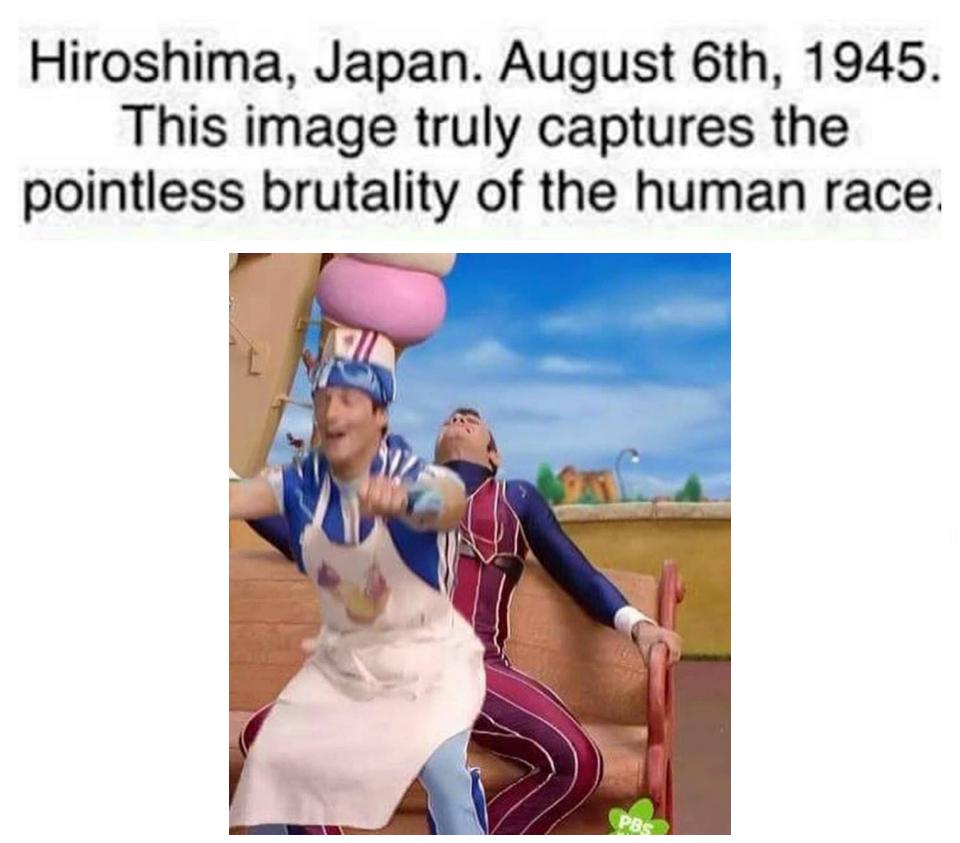 Hiroshima, Japan. August 6th, 1945.
This image truly captures the
pointless brutality of the human race.
PBS